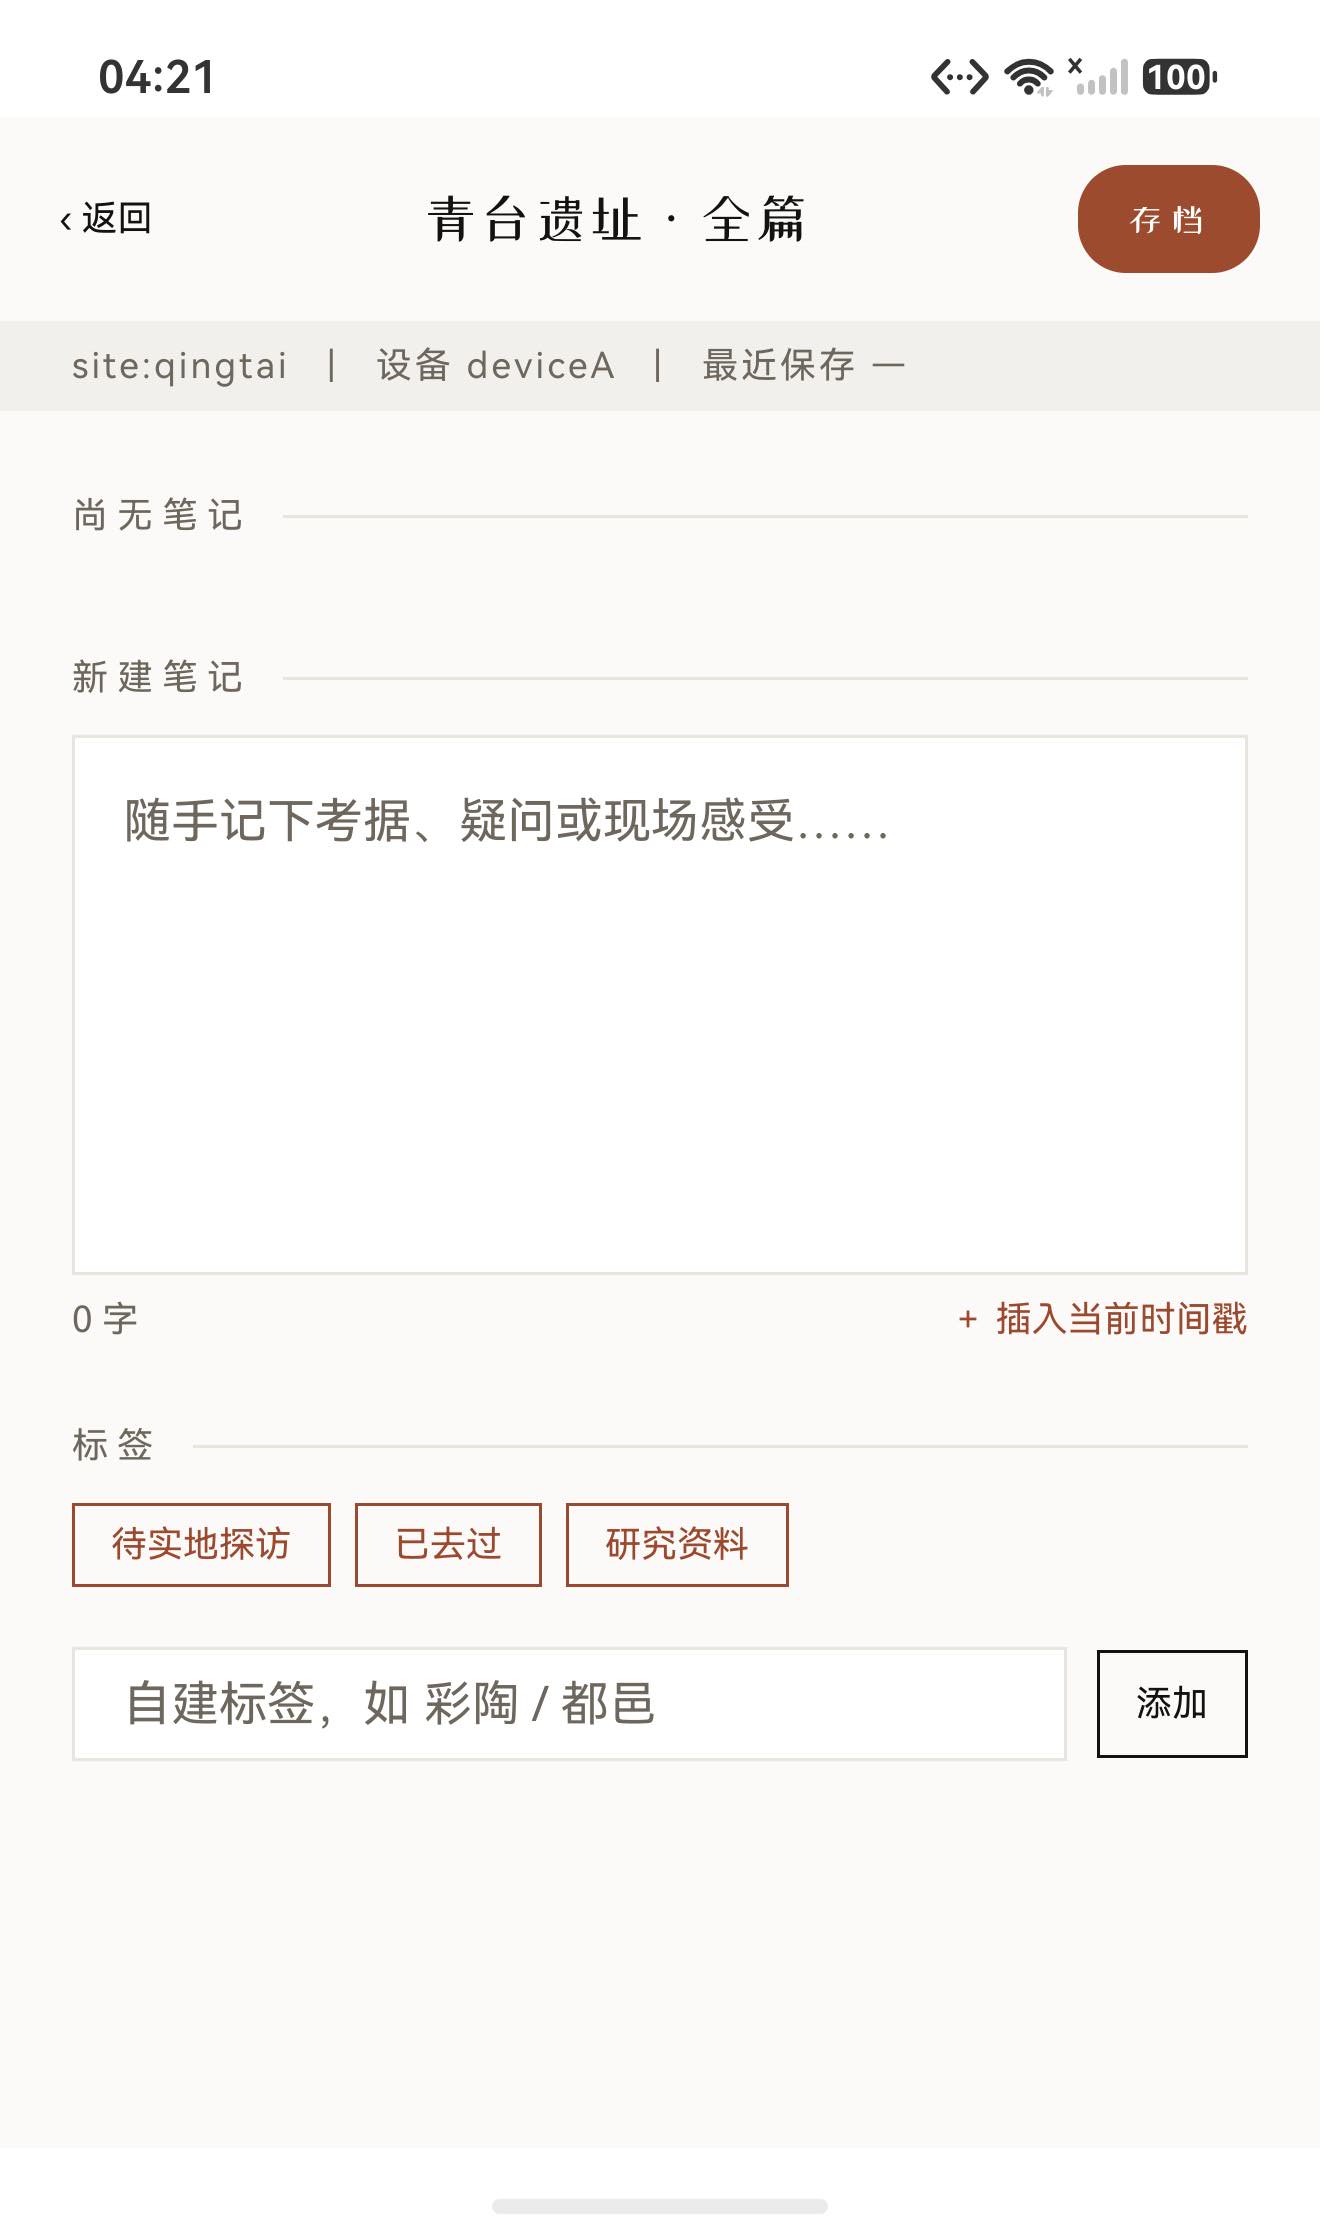 04:21
100
‹ 返回
青台遗址 · 全篇
存档
site:qingtai | 设备 deviceA | 最近保存 —
尚无笔记
新建笔记
随手记下考据、疑问或现场感受……
0 字
+ 插入当前时间戳
标签
待实地探访
已去过
研究资料
自建标签，如 彩陶 / 都邑
添加